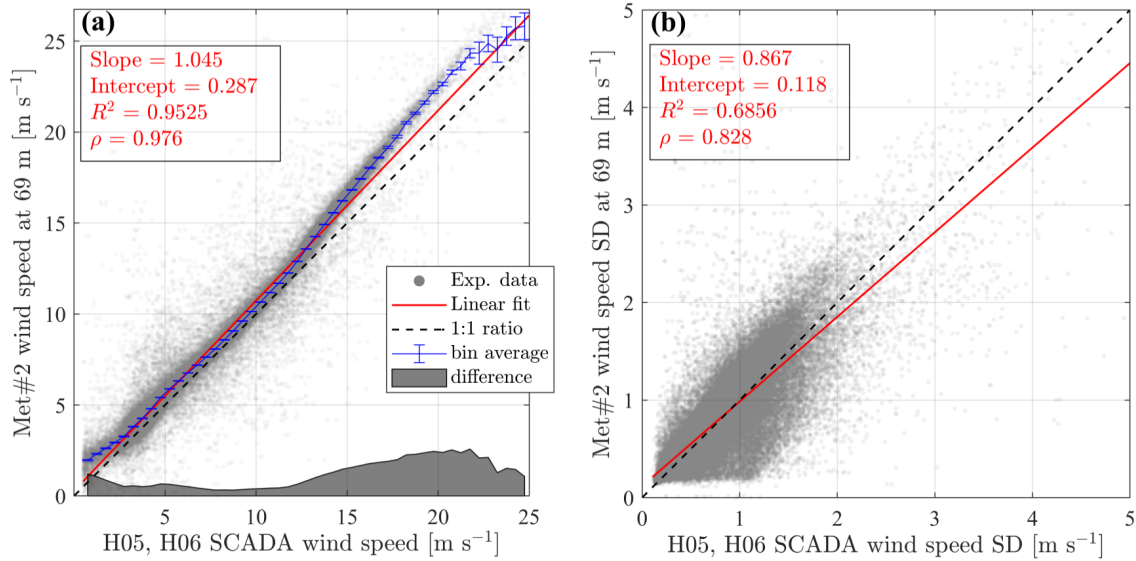 (a)
Slope = 1.045
Intercept = 0.287
R² = 0.9525
ρ = 0.976
Met#2 wind speed at 69 m [m s⁻¹]
25
20
15
10
5
0
5
10
15
20
25
H05, H06 SCADA wind speed [m s⁻¹]
Exp. data
Linear fit
1:1 ratio
bin average
difference
(b)
Slope = 0.867
Intercept = 0.118
R² = 0.6856
ρ = 0.828
Met#2 wind speed SD at 69 m [m s⁻¹]
5
4
3
2
1
0
0
1
2
3
4
5
H05, H06 SCADA wind speed SD [m s⁻¹]